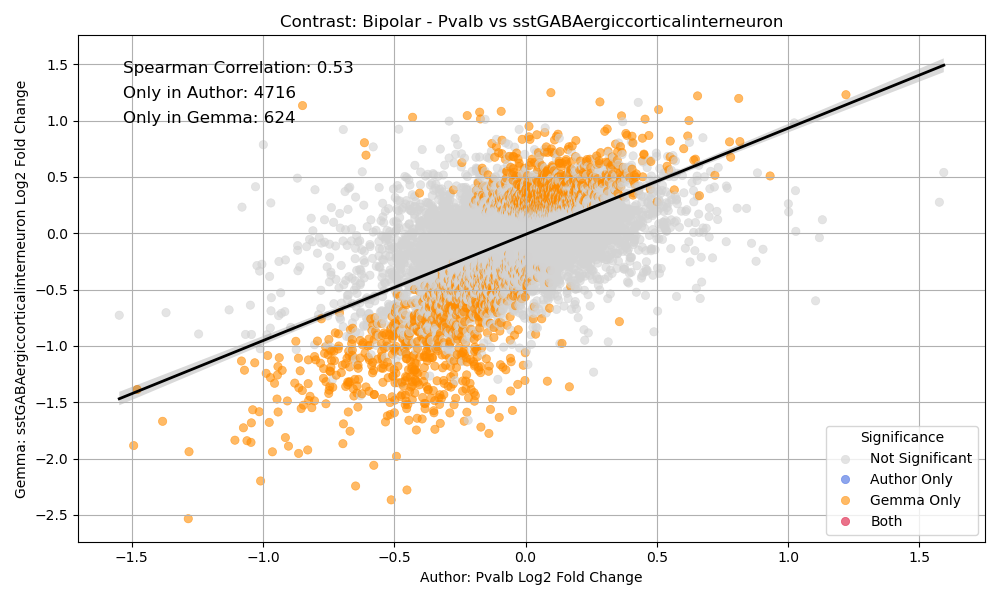 Contrast: Bipolar - Pvalb vs sstGABAergiccorticalinterneuron
Spearman Correlation: 0.53
Only in Author: 4716
Only in Gemma: 624
Gemma: sstGABAergiccorticalinterneuron Log2 Fold Change
1.5
1.0
0.5
0.0
−0.5
−1.0
−1.5
−2.0
−2.5
Significance
Not Significant
Author Only
Gemma Only
Both
−1.5 −1.0 −0.5 0.0 0.5 1.0 1.5
Author: Pvalb Log2 Fold Change